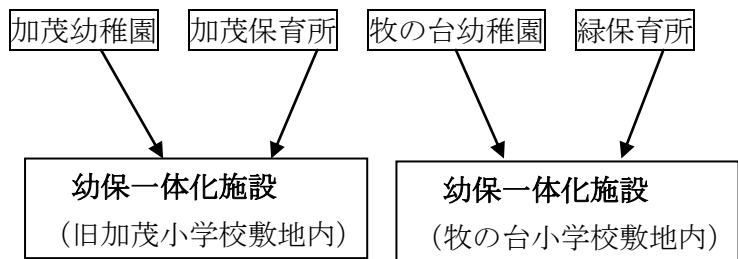 加茂幼稚園 加茂保育所 牧の台幼稚園 緑保育所
幼保一体化施設
（旧加茂小学校敷地内）
幼保一体化施設
（牧の台小学校敷地内）